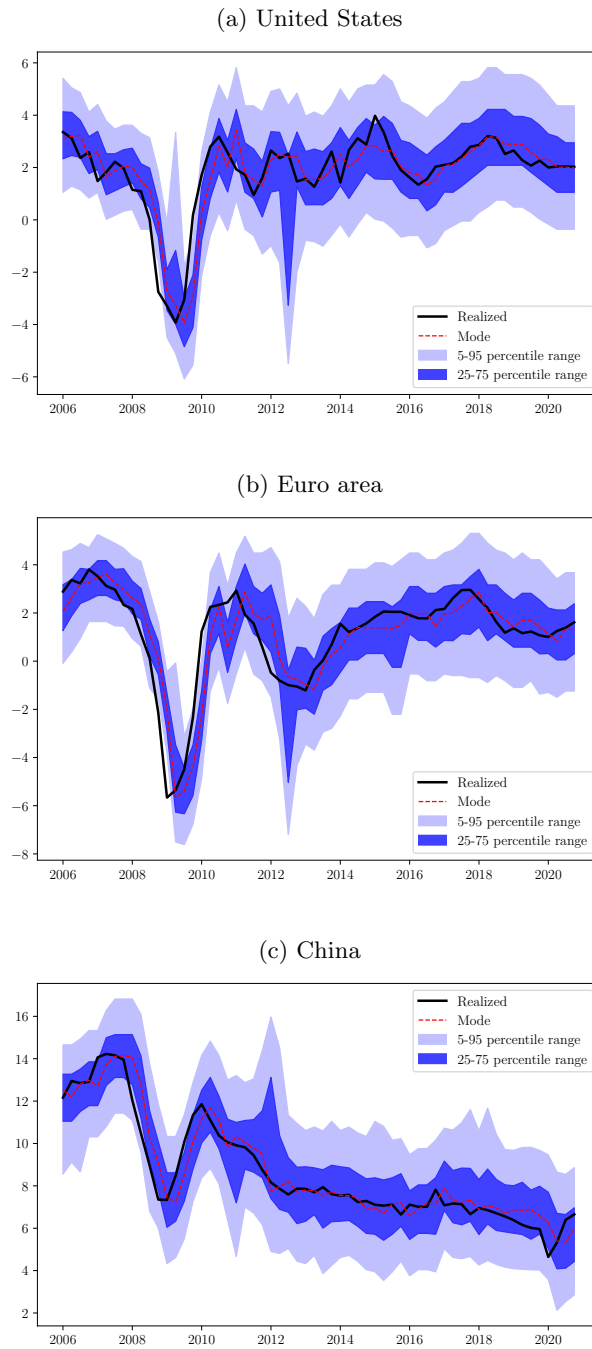 (a) United States
6
4
2
0
−2
−4
−6
Realized
Mode
5-95 percentile range
25-75 percentile range
2006 2008 2010 2012 2014 2016 2018 2020
(b) Euro area
4
2
0
−2
−4
−6
−8
Realized
Mode
5-95 percentile range
25-75 percentile range
2006 2008 2010 2012 2014 2016 2018 2020
(c) China
16
14
12
10
8
6
4
2
Realized
Mode
5-95 percentile range
25-75 percentile range
2006 2008 2010 2012 2014 2016 2018 2020